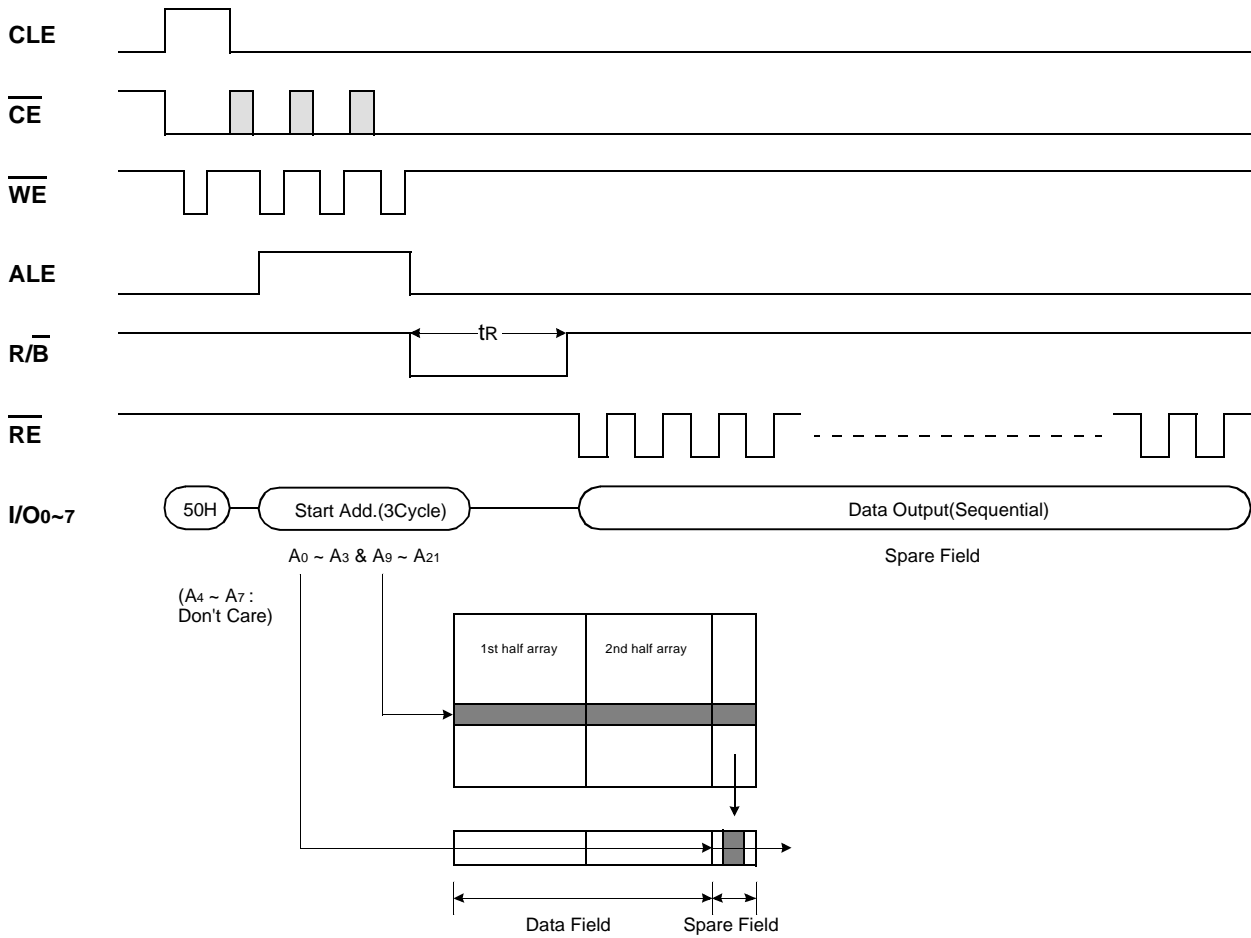 CLE
CE
WE
ALE
R/B
tR
RE
I/O0~7
50H
Start Add.(3Cycle)
Data Output(Sequential)
A0 ~ A3 & A9 ~ A21
Spare Field
(A4 ~ A7 :
Don't Care)
1st half array
2nd half array
Data Field
Spare Field